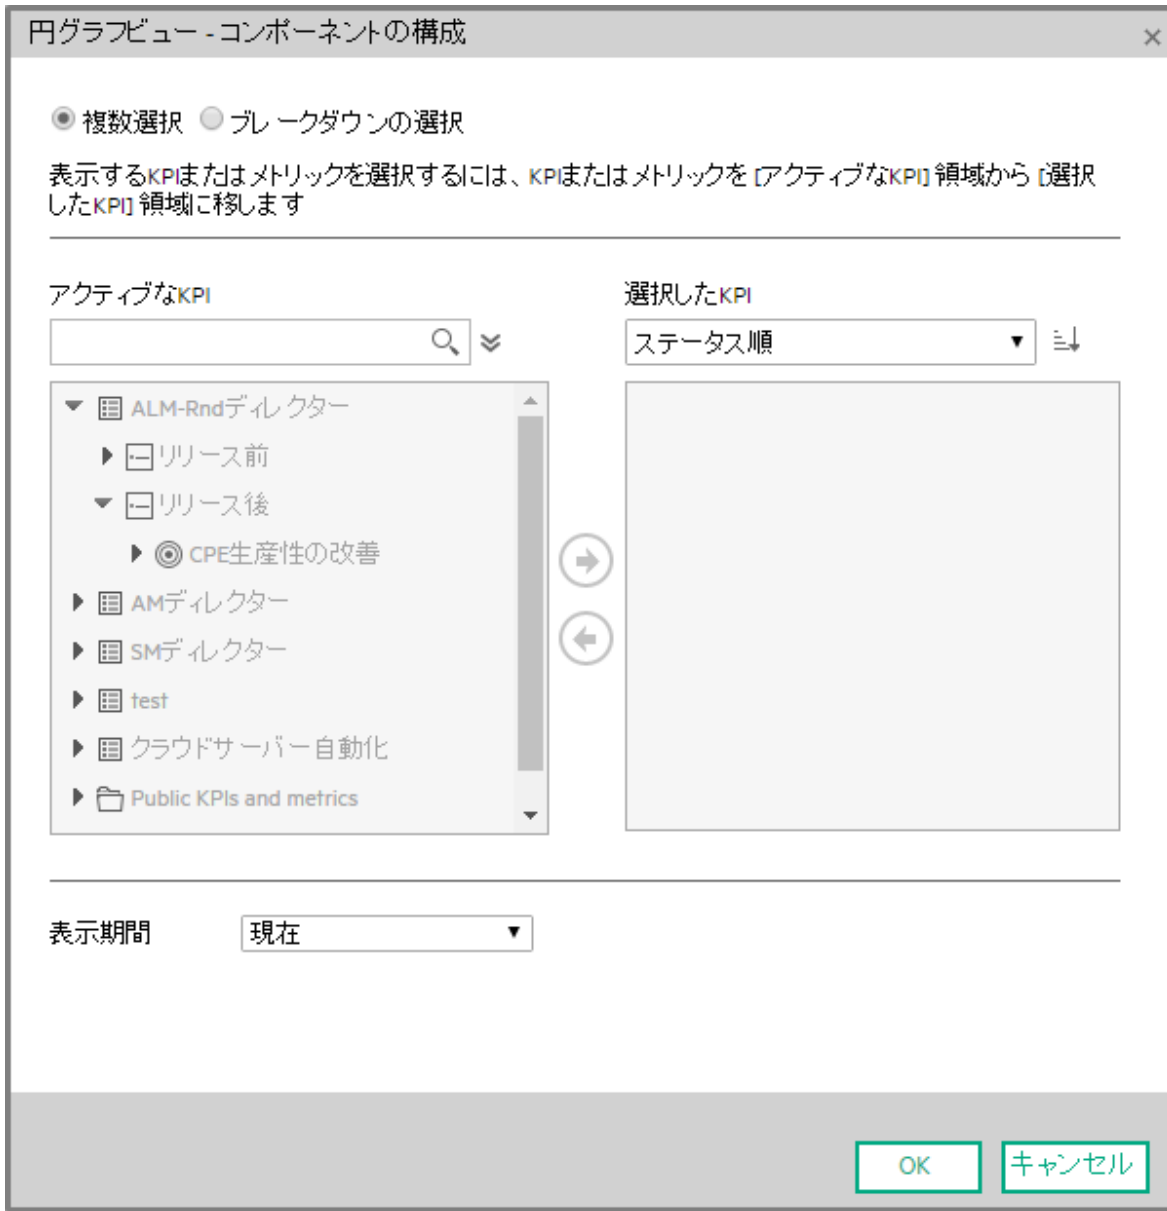 円グラフビュー - コンポーネントの構成
複数選択 ブレークダウンの選択
表示するKPIまたはメトリックを選択するには、KPIまたはメトリックを [アクティブなKPI] 領域から [選択
したKPI] 領域に移します
アクティブなKPI
選択したKPI
ステータス順
ALM-Rndディレクター
リリース前
リリース後
CPE生産性の改善
AMディレクター
SMディレクター
test
クラウドサーバー自動化
Public KPIs and metrics
表示期間 現在
OK キャンセル